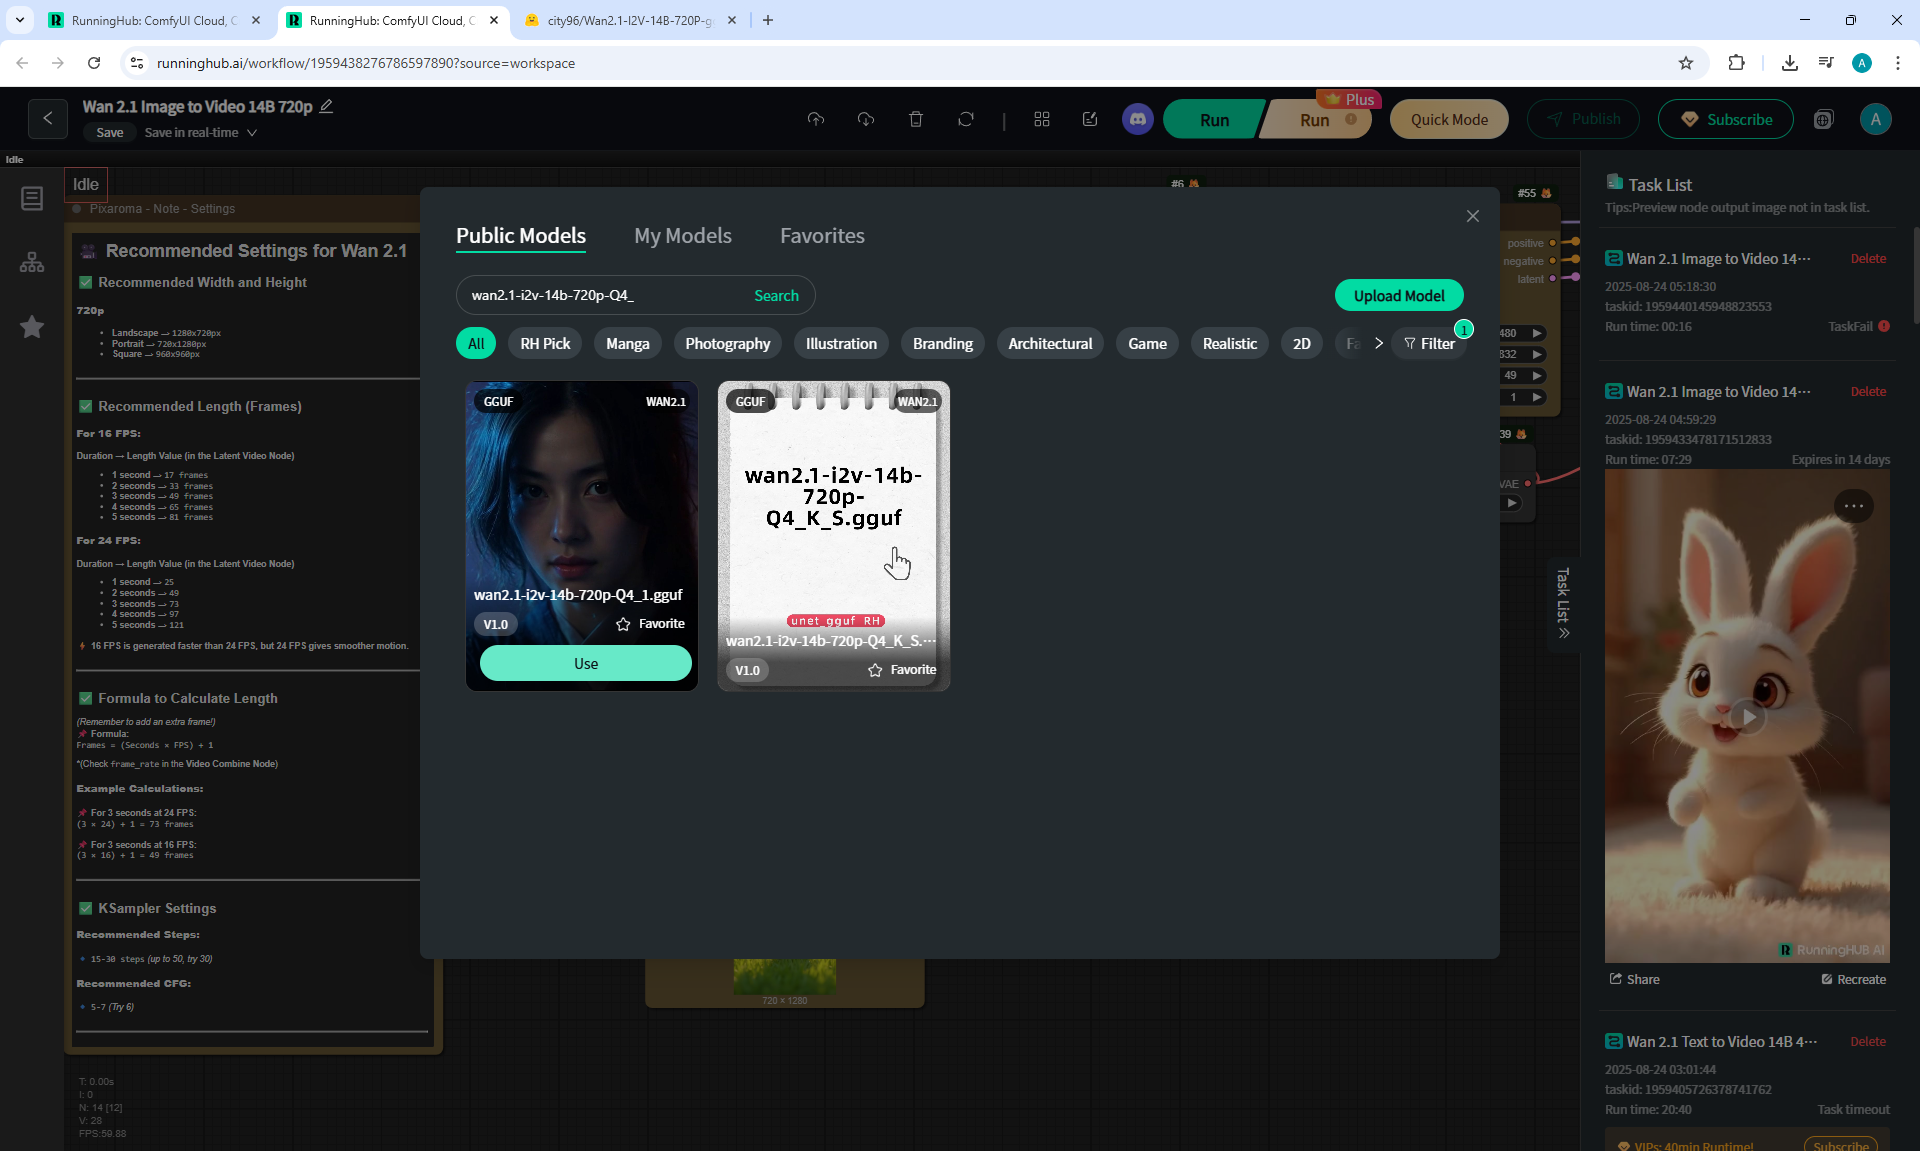 RunningHub: ComfyUI Cloud, C
RunningHub: ComfyUI Cloud, C
city96/Wan2.1-I2V-14B-720P-g
runninghub.ai/workflow/1959438276786597890?source=workspace
A
Wan 2.1 Image to Video 14B 720p
Save
Save in real-time
Run
Run
Plus
Quick Mode
Publish
Subscribe
A
Idle
Idle
Pixaroma - Note - Settings
Recommended Settings for Wan 2.1
Recommended Width and Height
720p
• Landscape → 1280x720px
• Portrait → 720x1280px
• Square → 960x960px
Recommended Length (Frames)
For 16 FPS:
Duration → Length Value (in the Latent Video Node)
• 1 second → 17 frames
• 2 seconds → 33 frames
• 3 seconds → 49 frames
• 4 seconds → 65 frames
• 5 seconds → 81 frames
For 24 FPS:
Duration → Length Value (in the Latent Video Node)
• 1 second → 25
• 2 seconds → 49
• 3 seconds → 73
• 4 seconds → 97
• 5 seconds → 121
16 FPS is generated faster than 24 FPS, but 24 FPS gives smoother motion.
Formula to Calculate Length
(Remember to add an extra frame!)
Formula:
Frames = (Seconds × FPS) + 1
*(Check frame_rate in the Video Combine Node)
Example Calculations:
For 3 seconds at 24 FPS:
(3 × 24) + 1 = 73 frames
For 3 seconds at 16 FPS:
(3 × 16) + 1 = 49 frames
KSampler Settings
Recommended Steps:
15-30 steps (up to 50, try 30)
Recommended CFG:
5-7 (Try 6)
T: 0.00s
I: 0
N: 14 [12]
V: 28
FPS:59.88
#6
Public Models
My Models
Favorites
wan2.1-i2v-14b-720p-Q4_
Search
Upload Model
All
RH Pick
Manga
Photography
Illustration
Branding
Architectural
Game
Realistic
2D
Fa
Filter
1
GGUF
WAN2.1
wan2.1-i2v-14b-720p-Q4_1.gguf
V1.0
Favorite
Use
GGUF
WAN2.1
wan2.1-i2v-14b-
720p-
Q4_K_S.gguf
unet_gguf RH
wan2.1-i2v-14b-720p-Q4_K_S.···
V1.0
Favorite
720 × 1280
#55
positive
negative
latent
480
832
49
1
39
VAE
Task List
Task List
Tips:Preview node output image not in task list.
Wan 2.1 Image to Video 14···
Delete
2025-08-24 05:18:30
taskid: 1959440145948823553
Run time: 00:16
TaskFail
Wan 2.1 Image to Video 14···
Delete
2025-08-24 04:59:29
taskid: 1959433478171512833
Run time: 07:29
Expires in 14 days
RunningHUB AI
Share
Recreate
Wan 2.1 Text to Video 14B 4···
Delete
2025-08-24 03:01:44
taskid: 1959405726378741762
Run time: 20:40
Task timeout
VIPs: 40min Runtime!
Subscribe